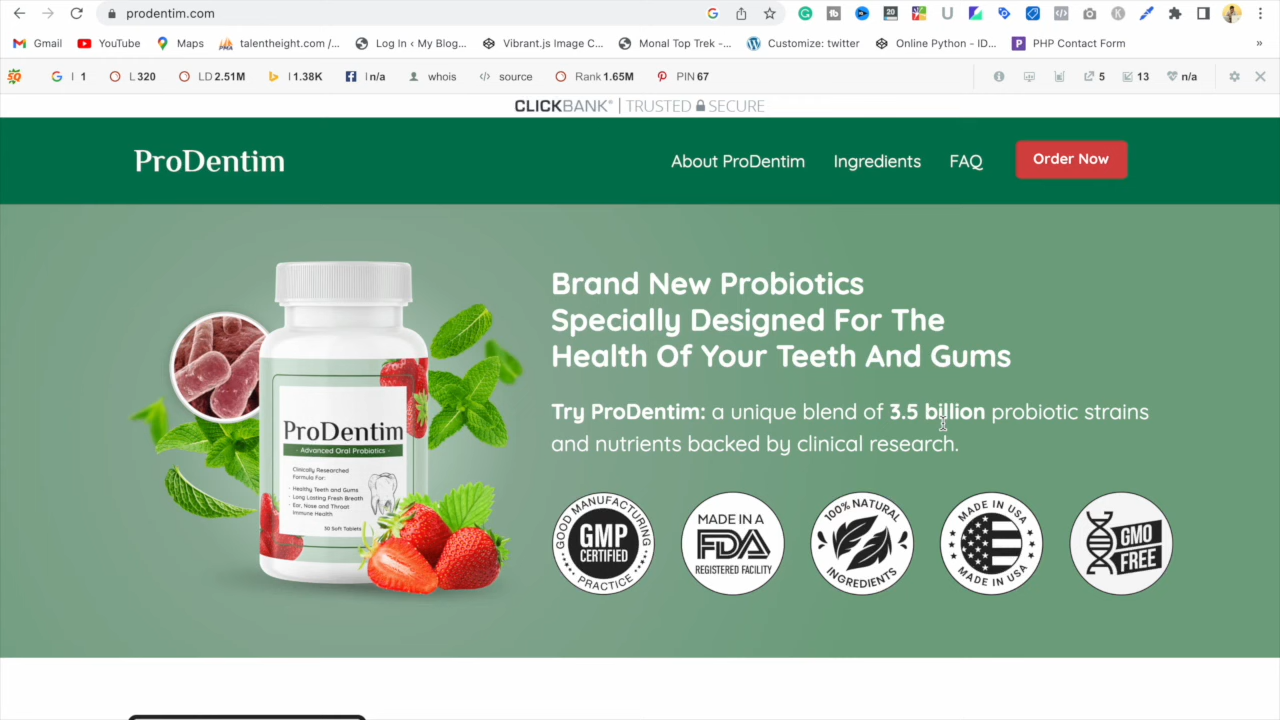 prodentim.com
Gmail YouTube Maps talentheight.com /... Log In ‹ My Blog... Vibrant.js Image C... Monal Top Trek -... Customize: twitter Online Python - ID... PHP Contact Form »
SQ I 1 L 320 LD 2.51M I 1.38K I n/a whois source Rank 1.65M PIN 67 5 13 n/a
CLICKBANK® | TRUSTED SECURE
ProDentim About ProDentim Ingredients FAQ Order Now
Brand New Probiotics
Specially Designed For The
Health Of Your Teeth And Gums
Try ProDentim: a unique blend of 3.5 billion probiotic strains
and nutrients backed by clinical research.
ProDentim
- Advanced Oral Probiotics -
Clinically Researched
Formula For:
- Healthy Teeth and Gums
- Long Lasting Fresh Breath
- Ear, Nose and Throat
Immune Health
30 Soft Tablets
GOOD MANUFACTURING
GMP
CERTIFIED
PRACTICE
MADE IN A
FDA
REGISTERED FACILITY
100% NATURAL
INGREDIENTS
MADE IN USA
MADE IN USA
GMO
FREE